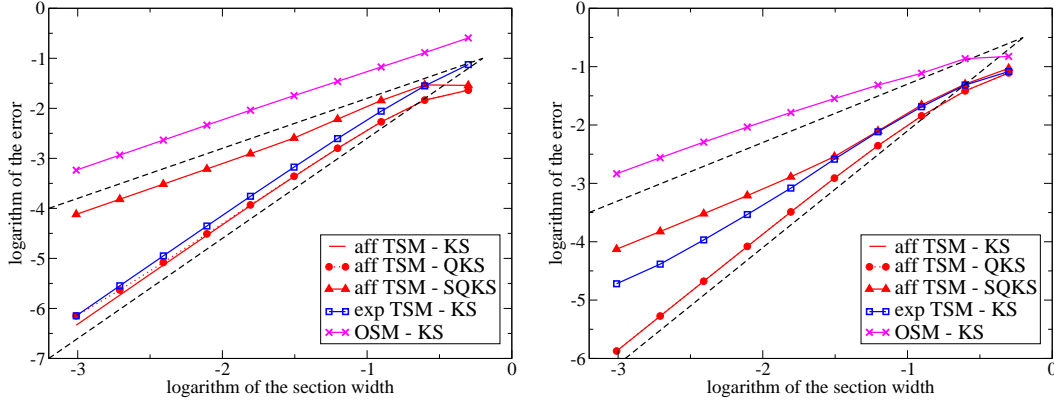 0
-1
-2
-3
-4
-5
-6
-7
-3
-2
-1
0
logarithm of the error
logarithm of the section width
aff TSM - KS
aff TSM - QKS
aff TSM - SQKS
exp TSM - KS
OSM - KS
0
-1
-2
-3
-4
-5
-6
-3
-2
-1
0
logarithm of the error
logarithm of the section width
aff TSM - KS
aff TSM - QKS
aff TSM - SQKS
exp TSM - KS
OSM - KS